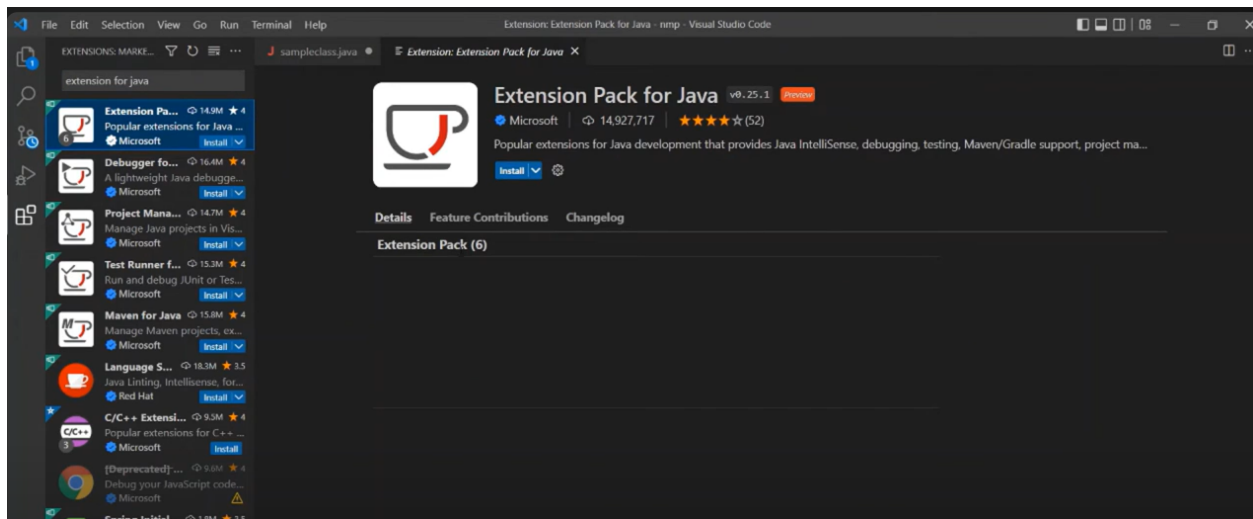 File Edit Selection View Go Run Terminal Help
Extension: Extension Pack for Java - nmp - Visual Studio Code
EXTENSIONS: MARKE...
J sampleclass.java
Extension: Extension Pack for Java
extension for java
1
Extension Pa... 14.9M ★ 4
Popular extensions for Java ...
Microsoft
Install
6
Debugger fo... 16.4M ★ 4
A lightweight Java debugge...
Microsoft
Install
Project Mana... 14.7M ★ 4
Manage Java projects in Vis...
Microsoft
Install
Test Runner f... 15.3M ★ 4
Run and debug JUnit or Tes...
Microsoft
Install
M
Maven for Java 15.8M ★ 4
Manage Maven projects, ex...
Microsoft
Install
Language S... 18.3M ★ 3.5
Java Linting, Intellisense, for...
Red Hat
Install
C/C++
3
C/C++ Extensi... 9.5M ★ 4
Popular extensions for C++ ...
Microsoft
Install
[Deprecated] ... 9.6M ★ 4
Debug your JavaScript code...
Microsoft
Spring Initial...
Extension Pack for Java v0.25.1 Preview
Microsoft 14,927,717 ★★★★☆ (52)
Popular extensions for Java development that provides Java IntelliSense, debugging, testing, Maven/Gradle support, project ma...
Install
Details Feature Contributions Changelog
Extension Pack (6)